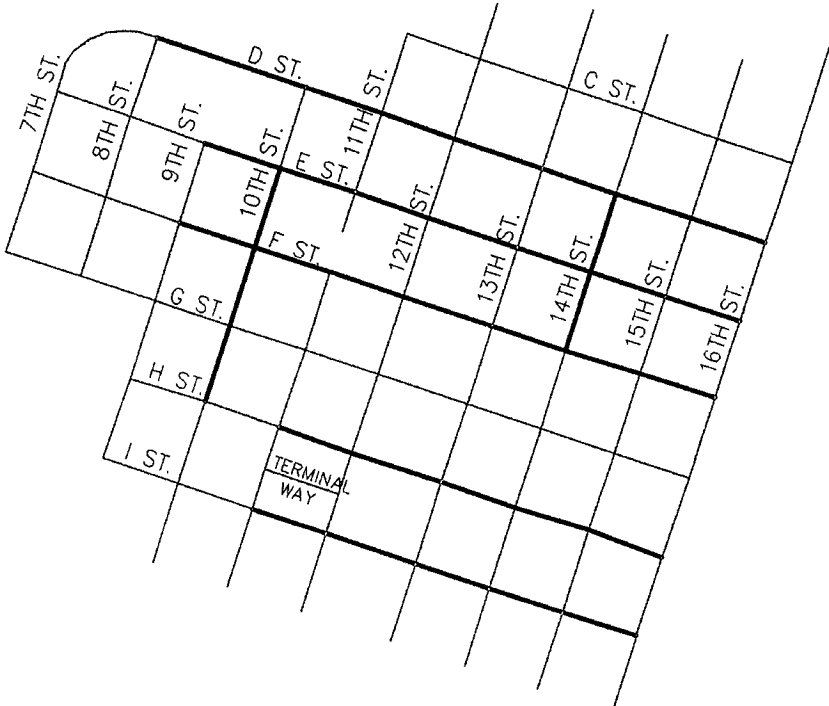 D ST.
C ST.
7TH ST.
8TH ST.
9TH ST.
10TH ST.
11TH ST.
E ST.
12TH ST.
13TH ST.
14TH ST.
15TH ST.
16TH ST.
F ST.
G ST.
H ST.
I ST.
TERMINAL
WAY